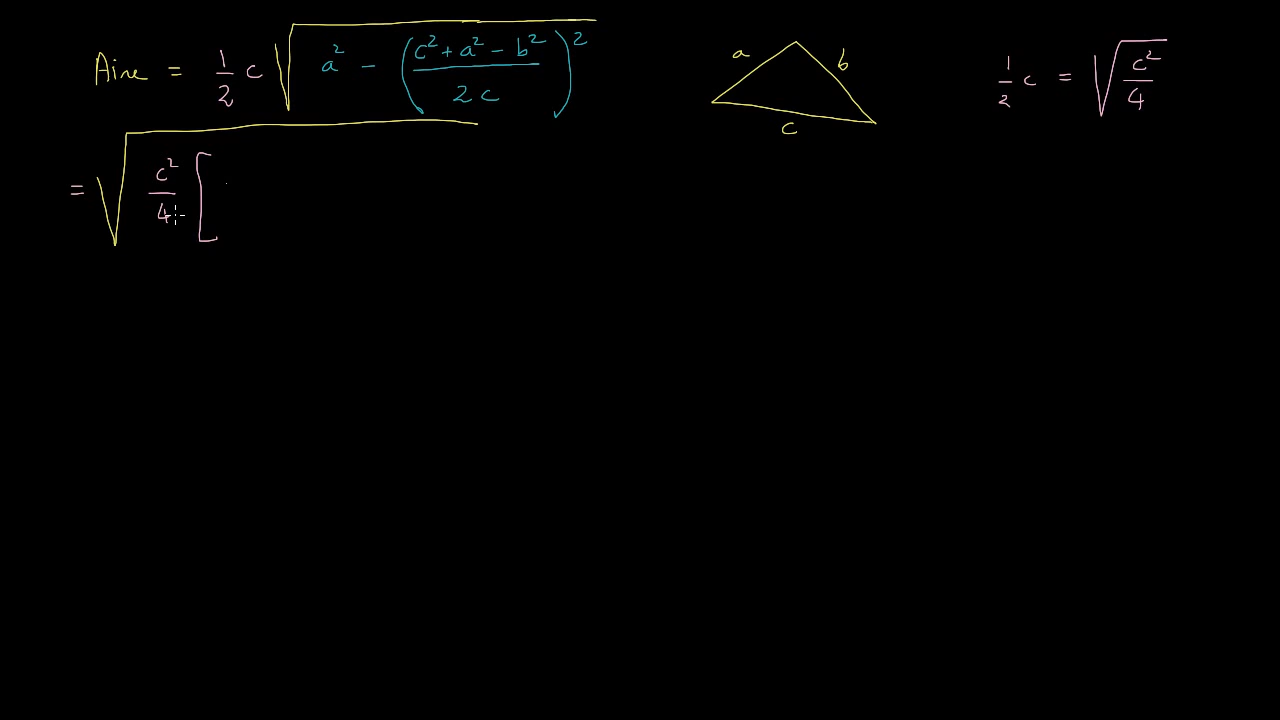 Aire = 1/2 c √(a² − ((c² + a² − b²)/(2c))²)
a b
c
1/2 c = √(c²/4)
= √(c²/4 [